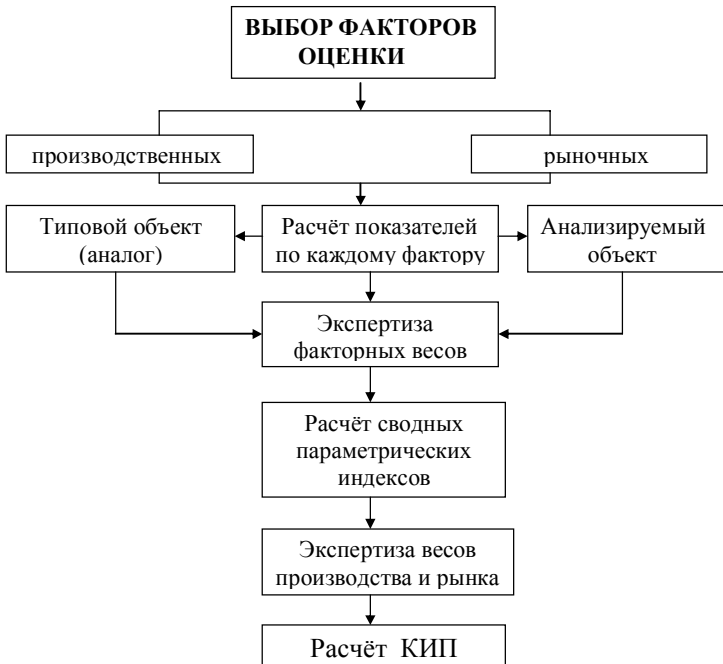 ВЫБОР ФАКТОРОВ
ОЦЕНКИ
производственных
рыночных
Типовой объект
(аналог)
Расчёт показателей
по каждому фактору
Анализируемый
объект
Экспертиза
факторных весов
Расчёт сводных
параметрических
индексов
Экспертиза весов
производства и рынка
Расчёт КИП